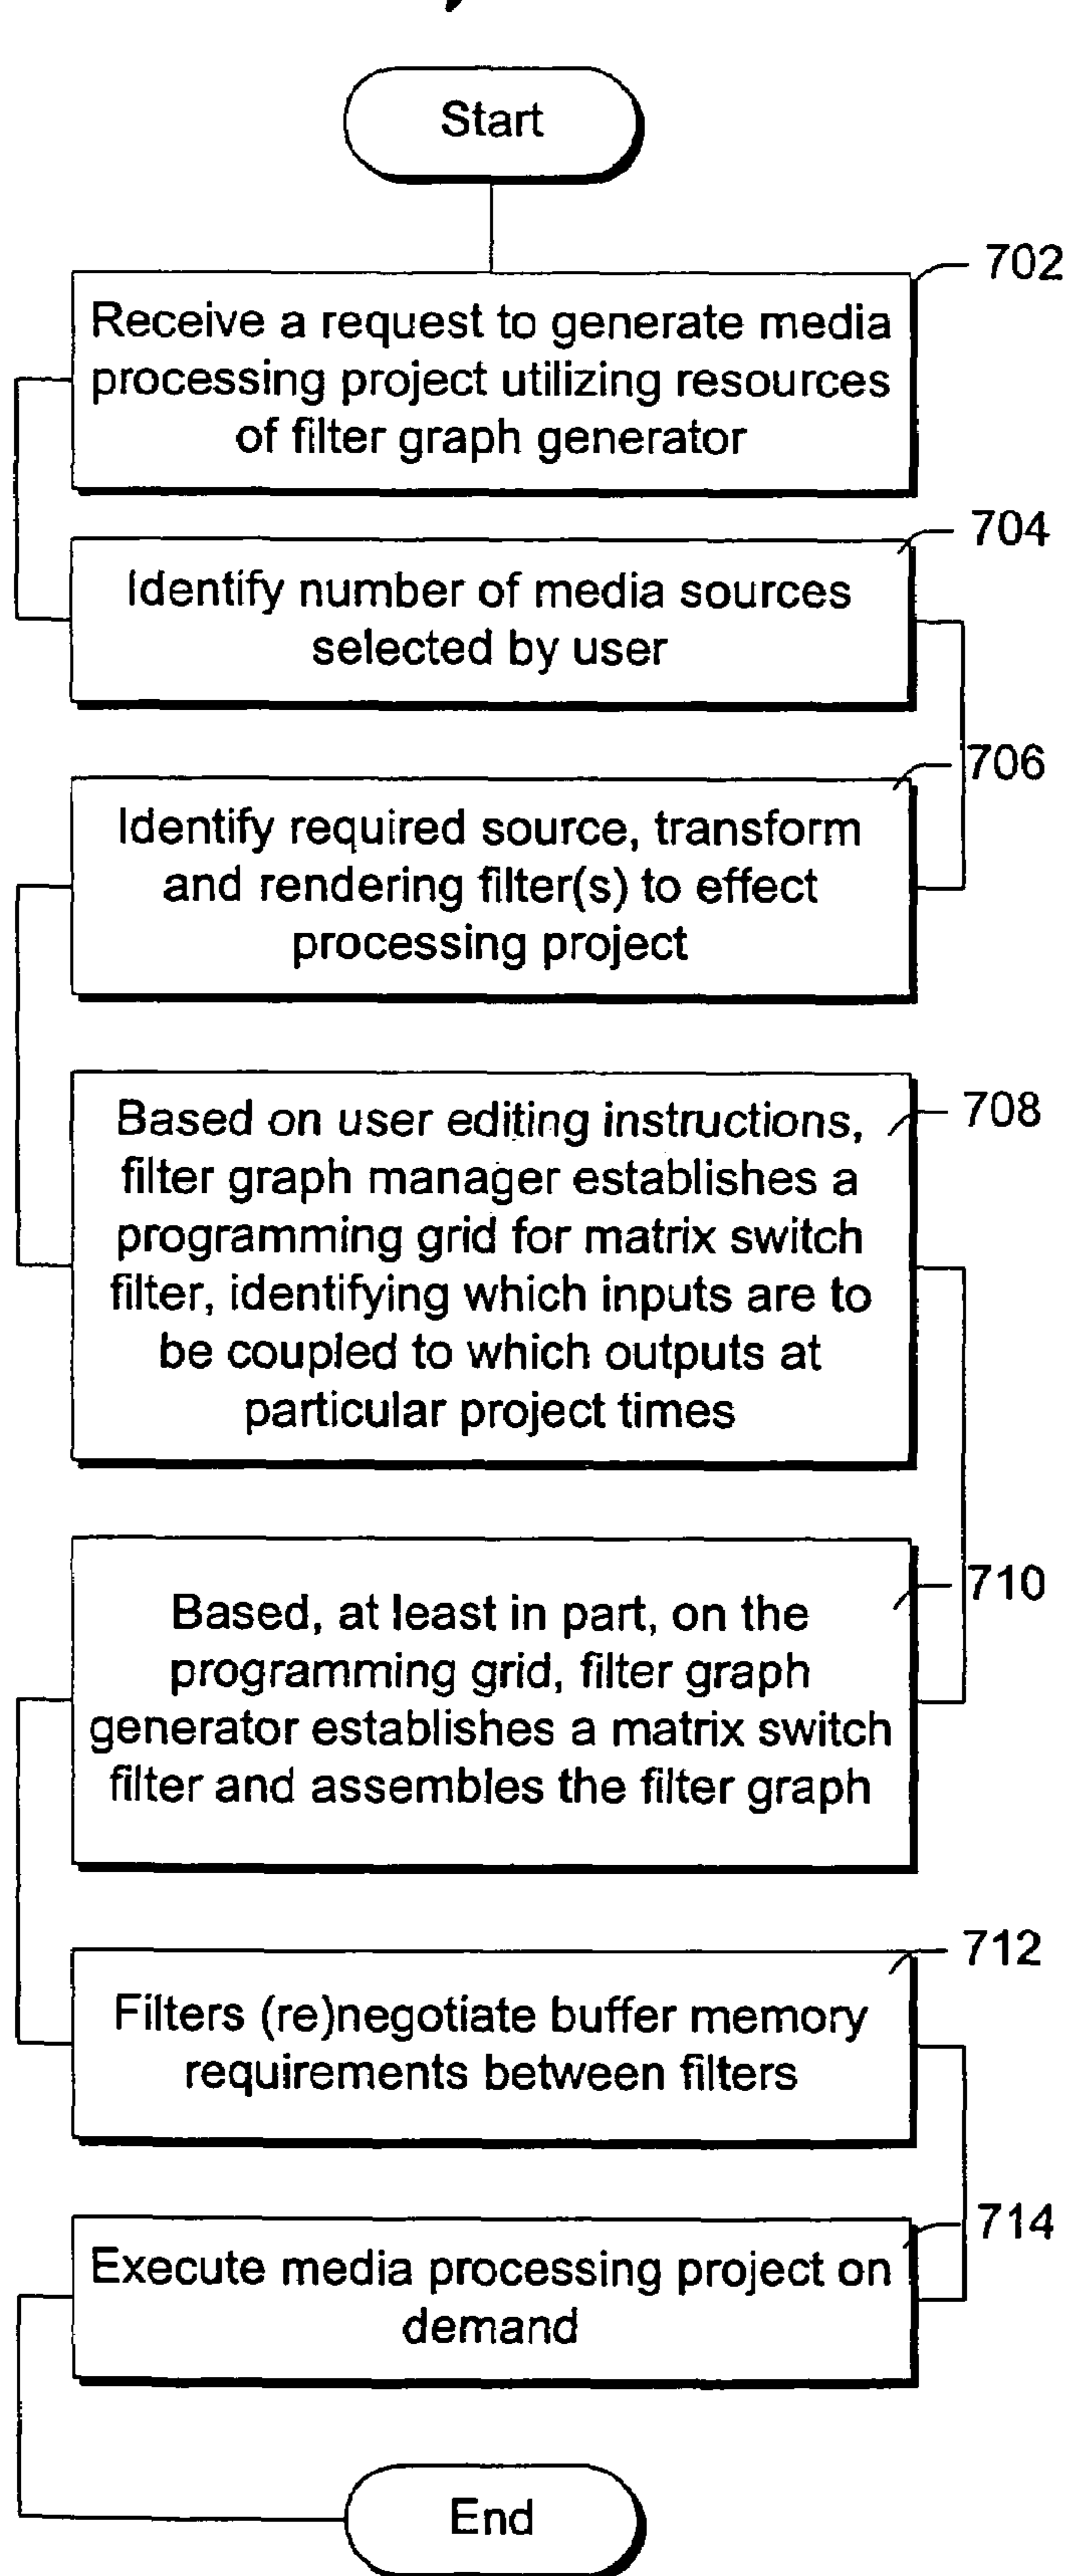 Start
702
Receive a request to generate media
processing project utilizing resources
of filter graph generator
704
Identify number of media sources
selected by user
706
Identify required source, transform
and rendering filter(s) to effect
processing project
708
Based on user editing instructions,
filter graph manager establishes a
programming grid for matrix switch
filter, identifying which inputs are to
be coupled to which outputs at
particular project times
710
Based, at least in part, on the
programming grid, filter graph
generator establishes a matrix switch
filter and assembles the filter graph
712
Filters (re)negotiate buffer memory
requirements between filters
714
Execute media processing project on
demand
End